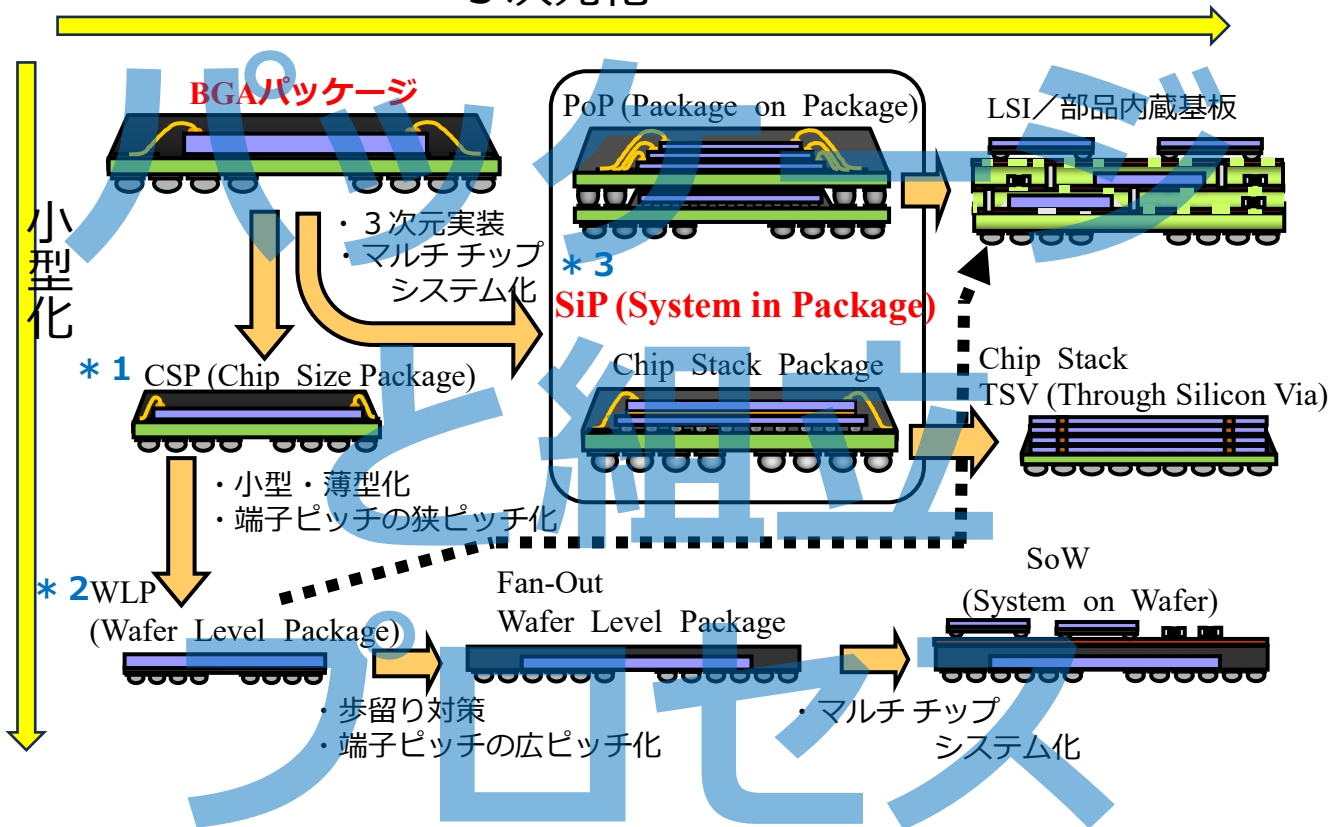 3次元化
小型化
BGAパッケージ
PoP (Package on Package)
LSI／部品内蔵基板
・３次元実装
・マルチ チップ
システム化
＊３
SiP (System in Package)
＊１ CSP (Chip Size Package)
Chip Stack Package
Chip Stack
TSV (Through Silicon Via)
・小型・薄型化
・端子ピッチの狭ピッチ化
＊２WLP
(Wafer Level Package)
Fan-Out
Wafer Level Package
SoW
(System on Wafer)
・歩留り対策
・端子ピッチの広ピッチ化
・マルチ チップ
システム化
パッケージ
と組立
プロセス